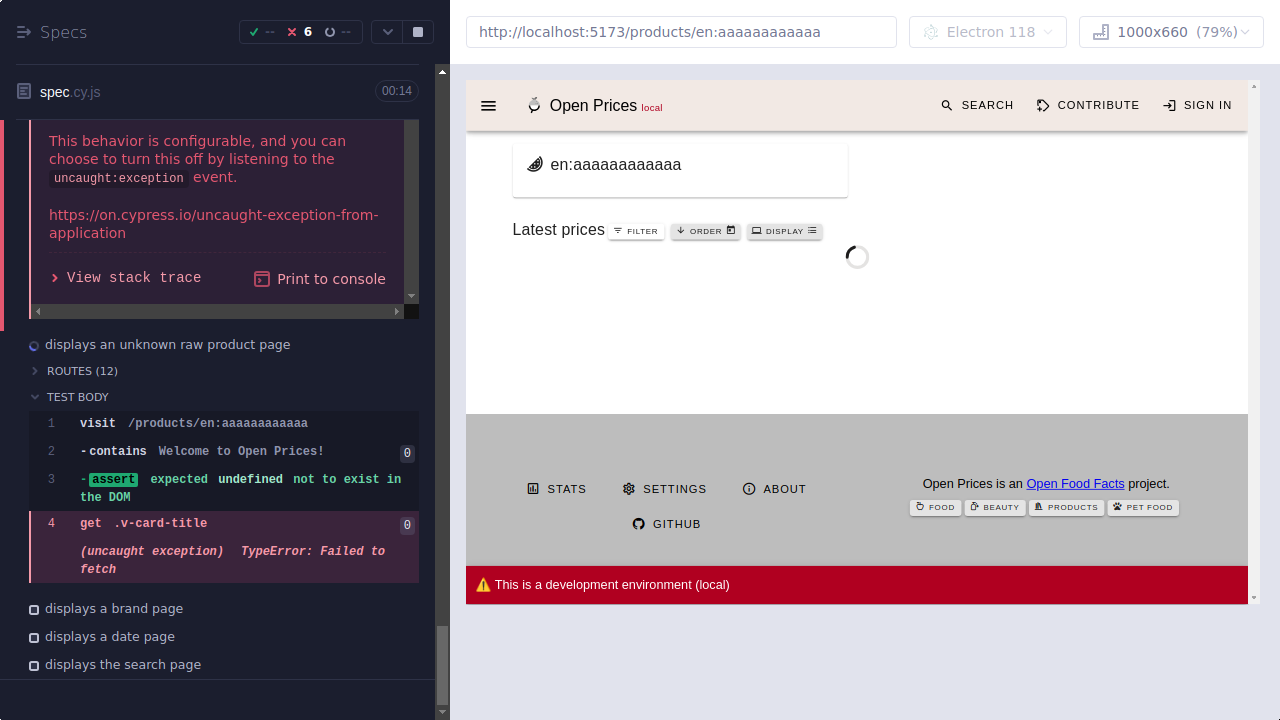 Specs
-- 6 --
http://localhost:5173/products/en:aaaaaaaaaaaa
Electron 118
1000x660 (79%)
spec.cy.js
00:14
This behavior is configurable, and you can
choose to turn this off by listening to the
uncaught:exception event.
https://on.cypress.io/uncaught-exception-from-
application
View stack trace
Print to console
displays an unknown raw product page
ROUTES (12)
TEST BODY
1 visit /products/en:aaaaaaaaaaaa
2 -contains Welcome to Open Prices! 0
3 -assert expected undefined not to exist in
the DOM
4 get .v-card-title 0
(uncaught exception) TypeError: Failed to
fetch
displays a brand page
displays a date page
displays the search page
Open Prices local
SEARCH
CONTRIBUTE
SIGN IN
en:aaaaaaaaaaaa
Latest prices FILTER ORDER DISPLAY
STATS SETTINGS ABOUT
GITHUB
Open Prices is an Open Food Facts project.
FOOD BEAUTY PRODUCTS PET FOOD
⚠️ This is a development environment (local)